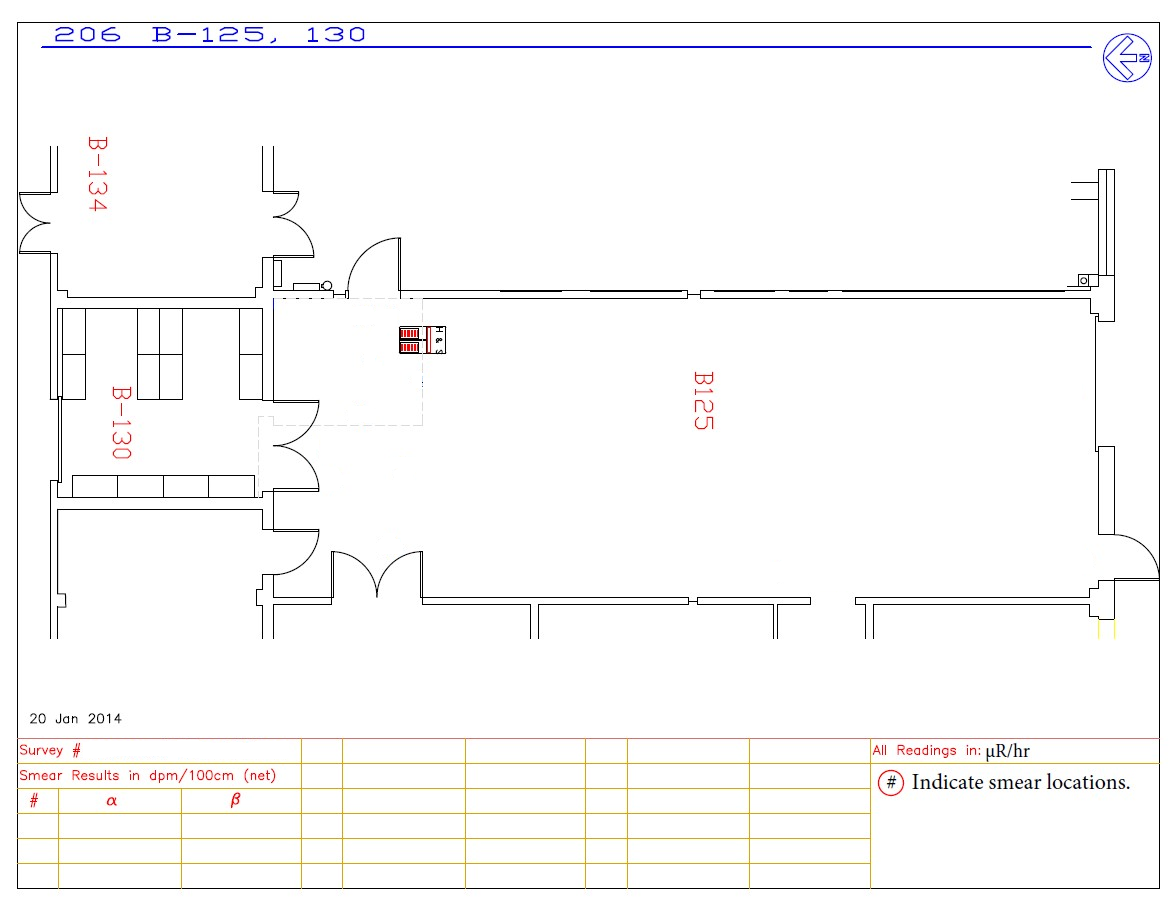 206 B-125, 130
N
B-134
H & S
B-130
B125
20 Jan 2014
Survey #
All Readings in: µR/hr
Smear Results in dpm/100cm (net)
# Indicate smear locations.
# α β